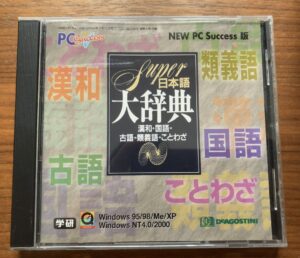 PC Success
NEW PC Success 版
漢和
類義語
Super
日本語
大辞典
漢和・国語・
古語・類義語・ことわざ
古語
国語
ことわざ
学研
Windows 95/98/Me/XP
Windows NT4.0/2000
DeAGOSTINI